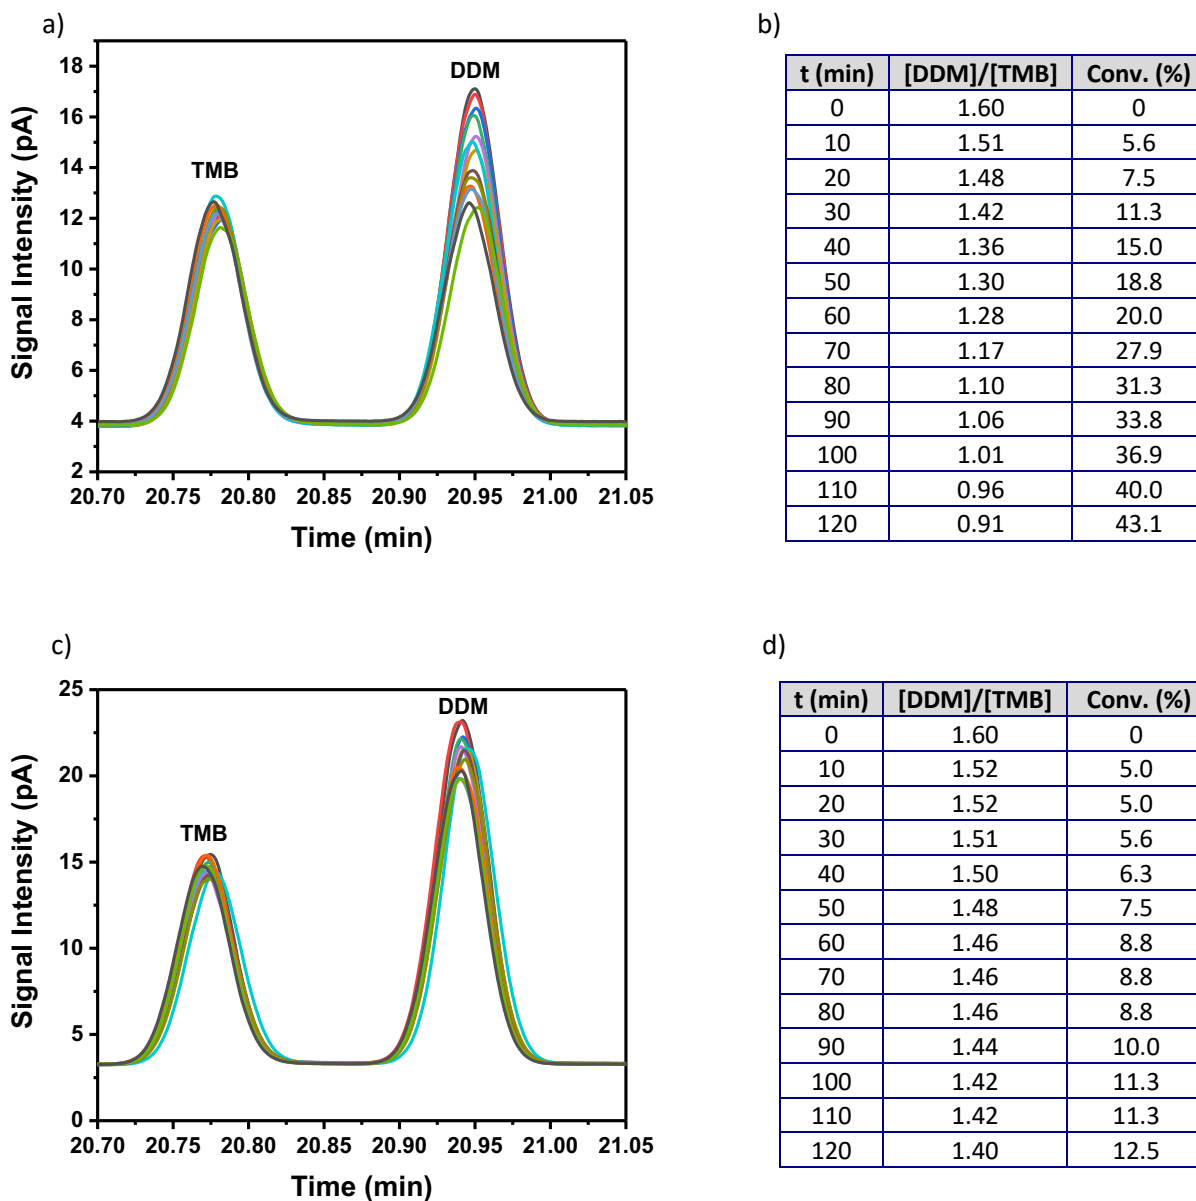 a)
18
16
14
12
10
8
6
4
2
Signal Intensity (pA)
TMB
DDM
20.70 20.75 20.80 20.85 20.90 20.95 21.00 21.05
Time (min)
b)
t (min) [DDM]/[TMB] Conv. (%)
0 1.60 0
10 1.51 5.6
20 1.48 7.5
30 1.42 11.3
40 1.36 15.0
50 1.30 18.8
60 1.28 20.0
70 1.17 27.9
80 1.10 31.3
90 1.06 33.8
100 1.01 36.9
110 0.96 40.0
120 0.91 43.1
c)
25
20
15
10
5
0
Signal Intensity (pA)
TMB
DDM
20.70 20.75 20.80 20.85 20.90 20.95 21.00 21.05
Time (min)
d)
t (min) [DDM]/[TMB] Conv. (%)
0 1.60 0
10 1.52 5.0
20 1.52 5.0
30 1.51 5.6
40 1.50 6.3
50 1.48 7.5
60 1.46 8.8
70 1.46 8.8
80 1.46 8.8
90 1.44 10.0
100 1.42 11.3
110 1.42 11.3
120 1.40 12.5